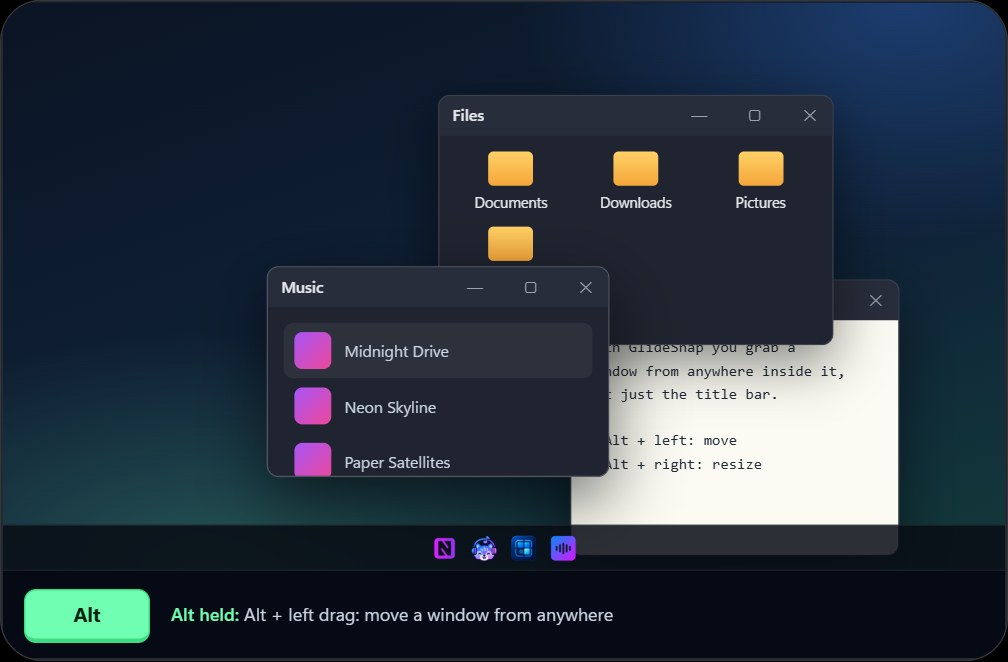 Files
Documents
Downloads
Pictures
Music
Midnight Drive
Neon Skyline
Paper Satellites
GlideSnap you grab a
from anywhere inside it,
just the title bar.
Alt + left: move
Alt + right: resize
Alt
Alt held: Alt + left drag: move a window from anywhere